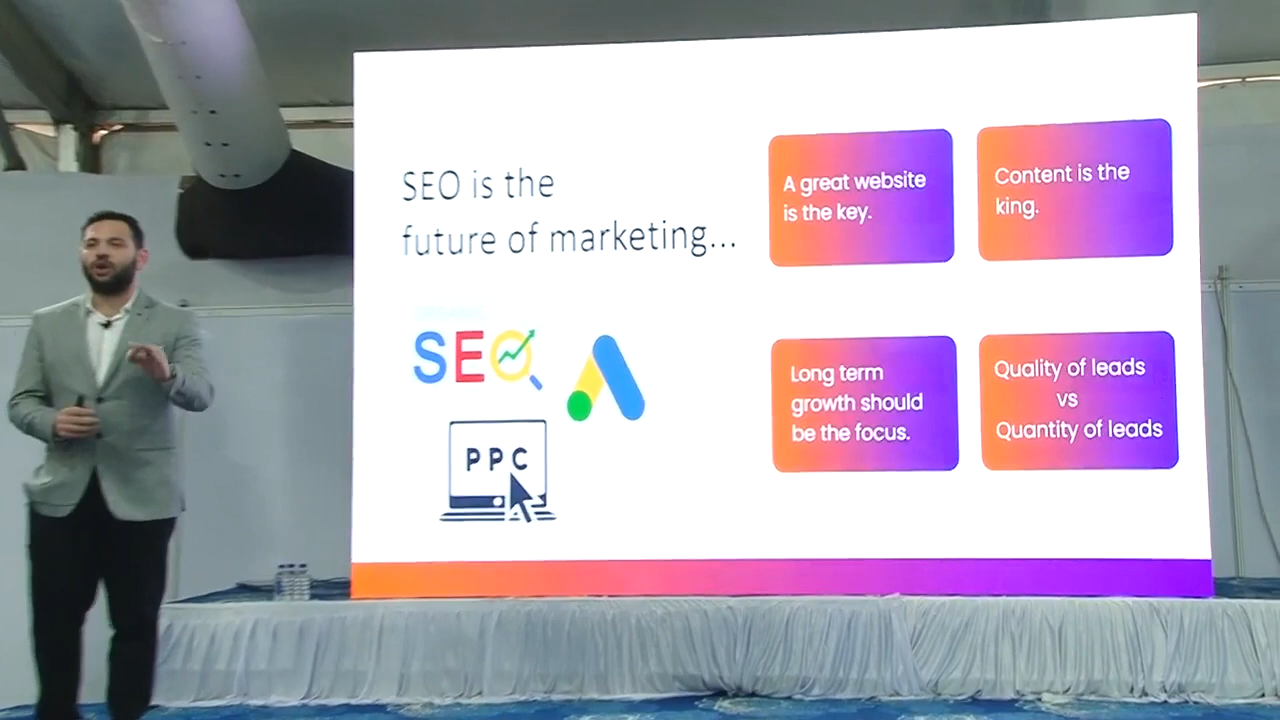 SEO is the
future of marketing...
SEO
PPC
A great website
is the key.
Content is the
king.
Long term
growth should
be the focus.
Quality of leads
vs
Quantity of leads